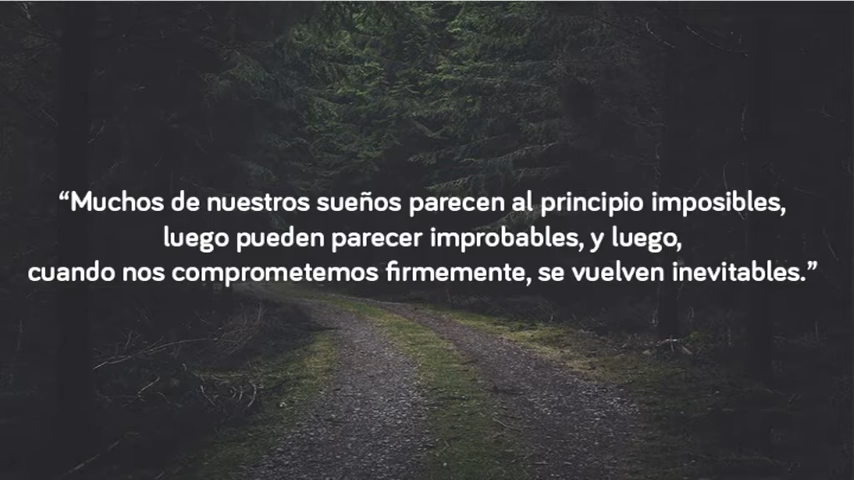 “Muchos de nuestros sueños parecen al principio imposibles,
luego pueden parecer improbables, y luego,
cuando nos comprometemos firmemente, se vuelven inevitables.”